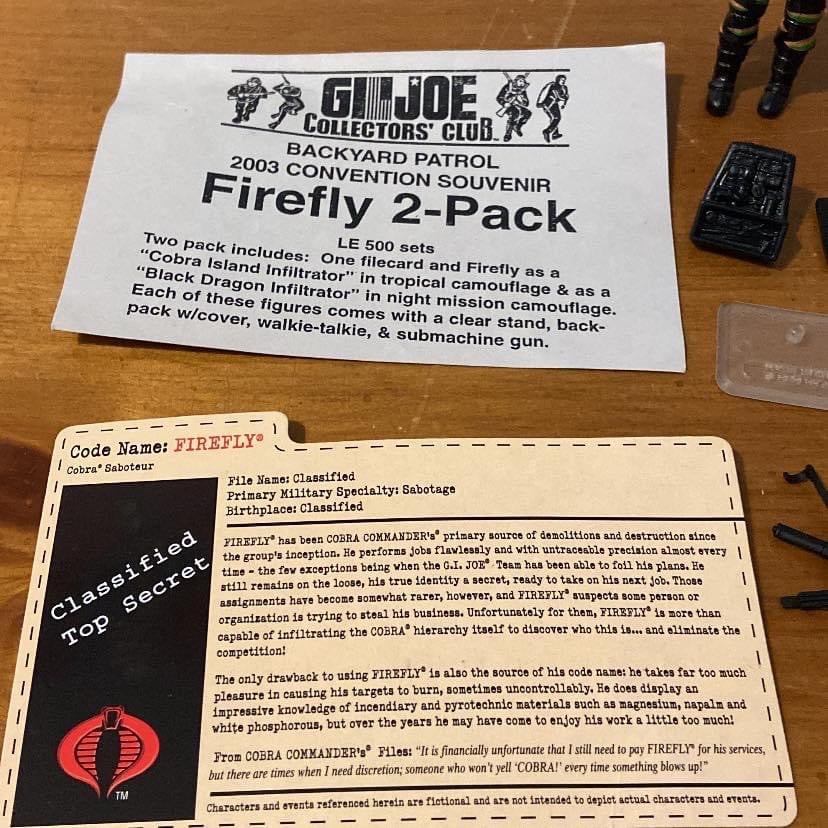 GI JOE
COLLECTORS' CLUB
BACKYARD PATROL
2003 CONVENTION SOUVENIR
Firefly 2-Pack
LE 500 sets
Two pack includes: One filecard and Firefly as a
"Cobra Island Infiltrator" in tropical camouflage & as a
"Black Dragon Infiltrator" in night mission camouflage.
Each of these figures comes with a clear stand, back-
pack w/cover, walkie-talkie, & submachine gun.
Code Name: FIREFLY®
Cobra® Saboteur
Classified
Top Secret
TM
File Name: Classified
Primary Military Specialty: Sabotage
Birthplace: Classified
FIREFLY® has been COBRA COMMANDER's® primary source of demolitions and destruction since
the group's inception. He performs jobs flawlessly and with untraceable precision almost every
time - the few exceptions being when the G.I. JOE® Team has been able to foil his plans. He
still remains on the loose, his true identity a secret, ready to take on his next job. Those
assignments have become somewhat rarer, however, and FIREFLY® suspects some person or
organization is trying to steal his business. Unfortunately for them, FIREFLY® is more than
capable of infiltrating the COBRA® hierarchy itself to discover who this is... and eliminate the
competition!
The only drawback to using FIREFLY® is also the source of his code name: he takes far too much
pleasure in causing his targets to burn, sometimes uncontrollably. He does display an
impressive knowledge of incendiary and pyrotechnic materials such as magnesium, napalm and
white phosphorous, but over the years he may have come to enjoy his work a little too much!
From COBRA COMMANDER's® Files: "It is financially unfortunate that I still need to pay FIREFLY® for his services,
but there are times when I need discretion; someone who won't yell 'COBRA!' every time something blows up!"
Characters and events referenced herein are fictional and are not intended to depict actual characters and events.